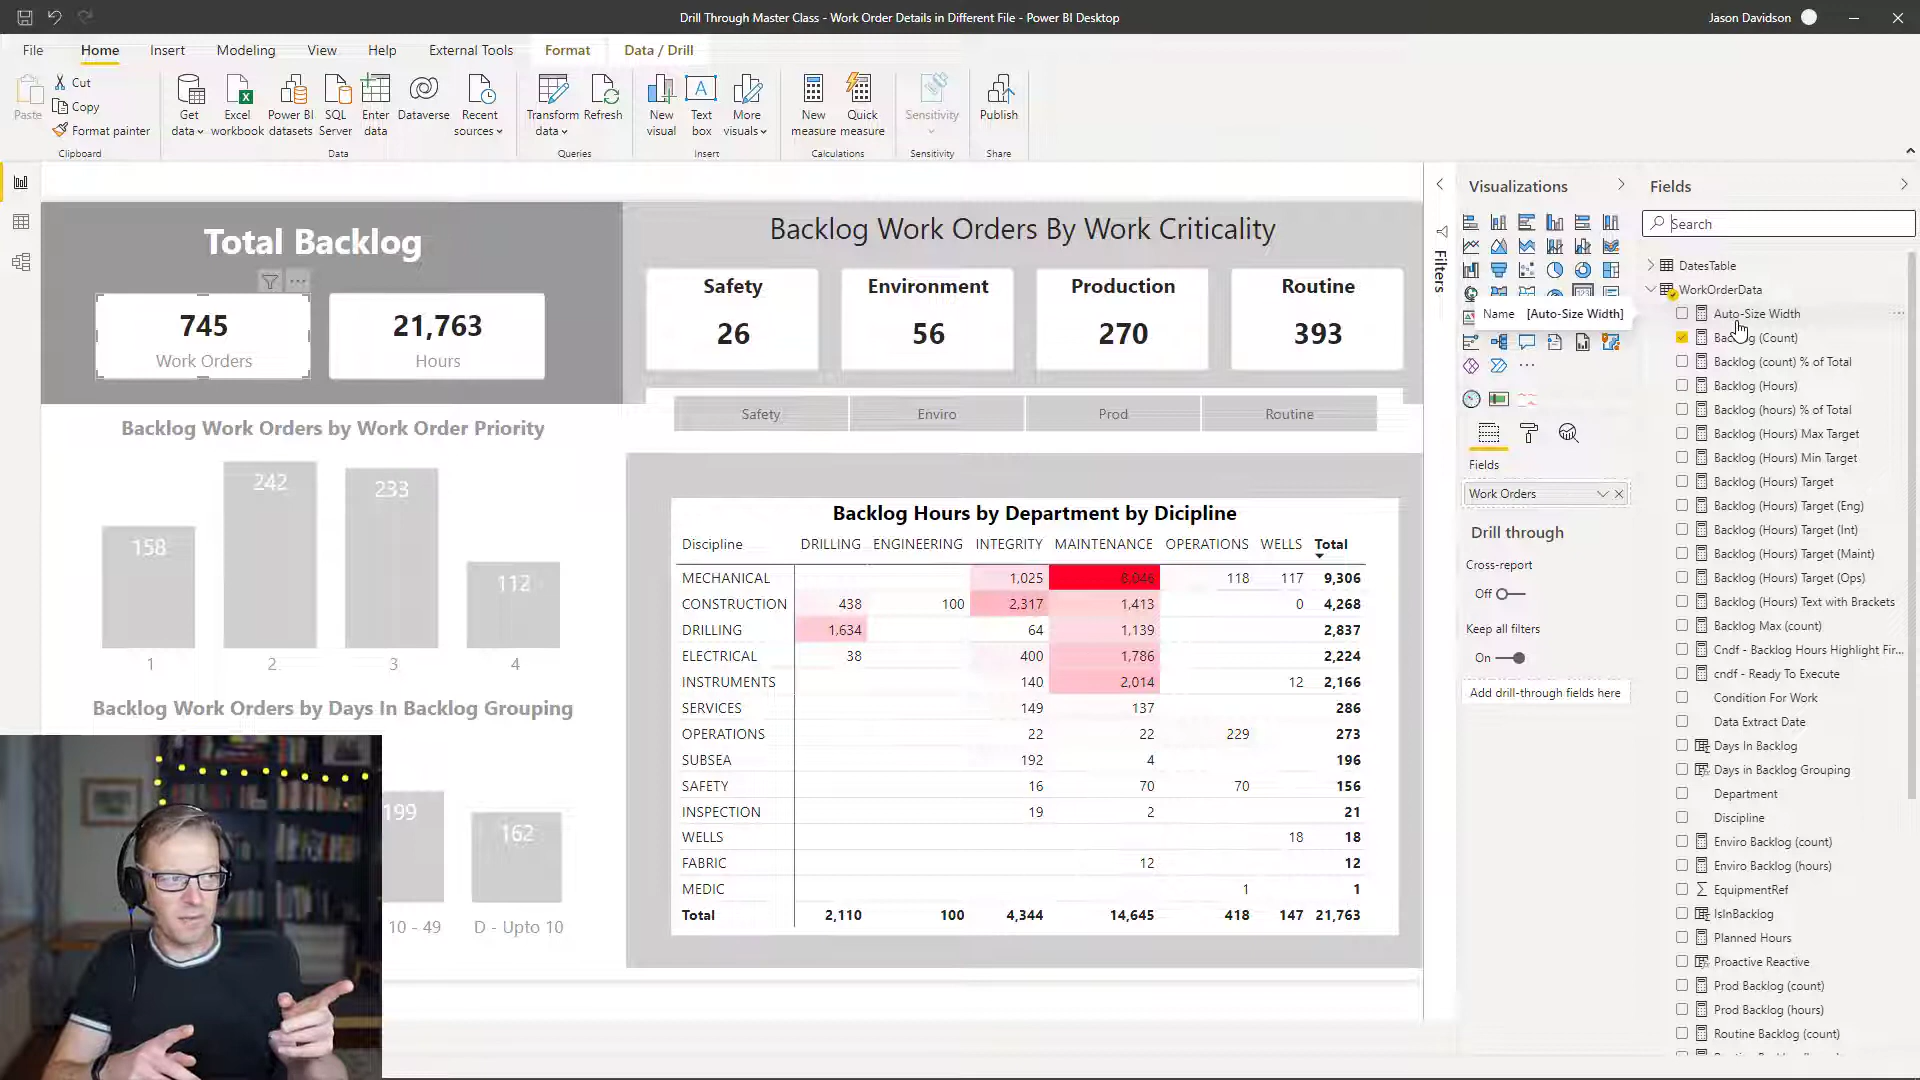 Drill Through Master Class - Work Order Details in Different File - Power BI Desktop
Jason Davidson
File
Home
Insert
Modeling
View
Help
External Tools
Format
Data / Drill
Paste
Cut
Copy
Format painter
Get
data
Excel
workbook
Power BI
datasets
SQL
Server
Enter
data
Dataverse
Recent
sources
Transform
data
Refresh
New
visual
Text
box
More
visuals
New
measure
Quick
measure
Sensitivity
Publish
Clipboard
Data
Queries
Insert
Calculations
Sensitivity
Share
Total Backlog
745
Work Orders
21,763
Hours
Backlog Work Orders By Work Criticality
Safety
26
Environment
56
Production
270
Routine
393
Safety
Enviro
Prod
Routine
Backlog Work Orders by Work Order Priority
158
242
233
112
1
2
3
4
Backlog Work Orders by Days In Backlog Grouping
199
162
10 - 49
D - Upto 10
Backlog Hours by Department by Dicipline
Discipline DRILLING ENGINEERING INTEGRITY MAINTENANCE OPERATIONS WELLS Total
MECHANICAL 1,025 8,046 118 117 9,306
CONSTRUCTION 438 100 2,317 1,413 0 4,268
DRILLING 1,634 64 1,139 2,837
ELECTRICAL 38 400 1,786 2,224
INSTRUMENTS 140 2,014 12 2,166
SERVICES 149 137 286
OPERATIONS 22 22 229 273
SUBSEA 192 4 196
SAFETY 16 70 70 156
INSPECTION 19 2 21
WELLS 18 18
FABRIC 12 12
MEDIC 1 1
Total 2,110 100 4,344 14,645 418 147 21,763
Filters
Visualizations
Name [Auto-Size Width]
Fields
Work Orders
Drill through
Cross-report
Off
Keep all filters
On
Add drill-through fields here
Fields
Search
DatesTable
WorkOrderData
Auto-Size Width
(Count)
Backlog (count) % of Total
Backlog (Hours)
Backlog (hours) % of Total
Backlog (Hours) Max Target
Backlog (Hours) Min Target
Backlog (Hours) Target
Backlog (Hours) Target (Eng)
Backlog (Hours) Target (Int)
Backlog (Hours) Target (Maint)
Backlog (Hours) Target (Ops)
Backlog (Hours) Text with Brackets
Backlog Max (count)
Cndf - Backlog Hours Highlight Fir...
cndf - Ready To Execute
Condition For Work
Data Extract Date
Days In Backlog
Days in Backlog Grouping
Department
Discipline
Enviro Backlog (count)
Enviro Backlog (hours)
EquipmentRef
IsInBacklog
Planned Hours
Proactive Reactive
Prod Backlog (count)
Prod Backlog (hours)
Routine Backlog (count)